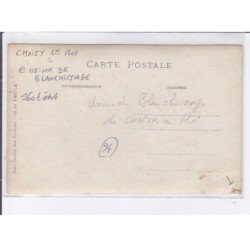 CHOISY LE ROI
CARTE POSTALE
@ USINE DE
BLANCHISSAGE
CORRESPONDANCE
ADRESSE
Usine de Blanchissage
de CHOISY le Roi
94